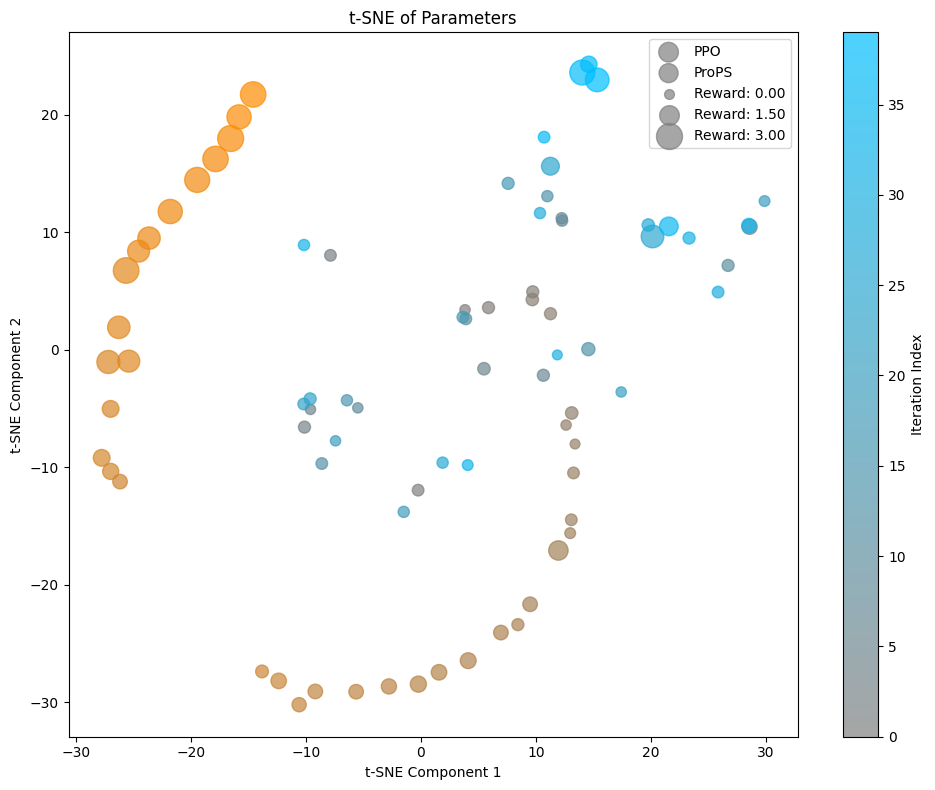 t-SNE of Parameters
PPO
ProPS
Reward: 0.00
Reward: 1.50
Reward: 3.00
20
10
0
−10
−20
−30
t-SNE Component 2
−30
−20
−10
0
10
20
30
t-SNE Component 1
35
30
25
20
15
10
5
0
Iteration Index